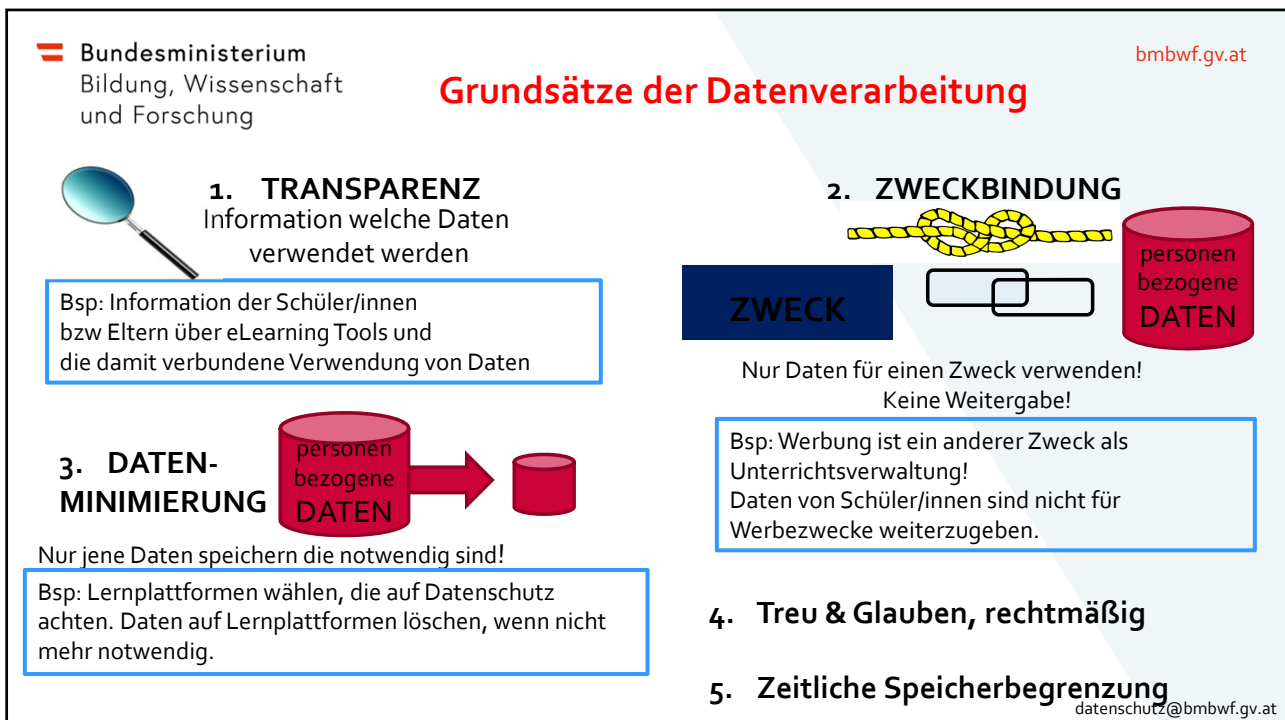 Bundesministerium
Bildung, Wissenschaft
und Forschung
bmbwf.gv.at
Grundsätze der Datenverarbeitung
1. TRANSPARENZ
Information welche Daten
verwendet werden
Bsp: Information der Schüler/innen
bzw Eltern über eLearning Tools und
die damit verbundene Verwendung von Daten
2. ZWECKBINDUNG
ZWECK
personen
bezogene
DATEN
Nur Daten für einen Zweck verwenden!
Keine Weitergabe!
Bsp: Werbung ist ein anderer Zweck als
Unterrichtsverwaltung!
Daten von Schüler/innen sind nicht für
Werbezwecke weiterzugeben.
3. DATEN-
MINIMIERUNG
personen
bezogene
DATEN
Nur jene Daten speichern die notwendig sind!
Bsp: Lernplattformen wählen, die auf Datenschutz
achten. Daten auf Lernplattformen löschen, wenn nicht
mehr notwendig.
4. Treu & Glauben, rechtmäßig
5. Zeitliche Speicherbegrenzung
datenschutz@bmbwf.gv.at